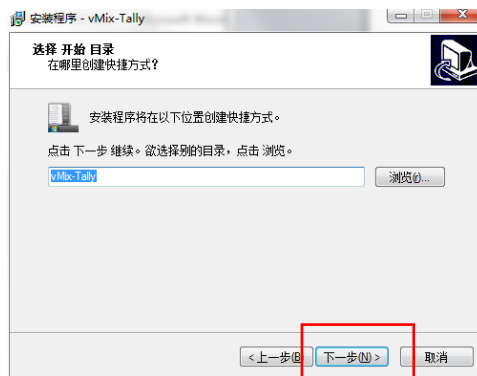 安装程序 - vMix-Tally
选择 开始 目录
在哪里创建快捷方式?
安装程序将在以下位置创建快捷方式。
点击 下一步 继续。欲选择别的目录,点击 浏览。
vMix-Tally
浏览(r)...
<上一步(B)
下一步(N)>
取消